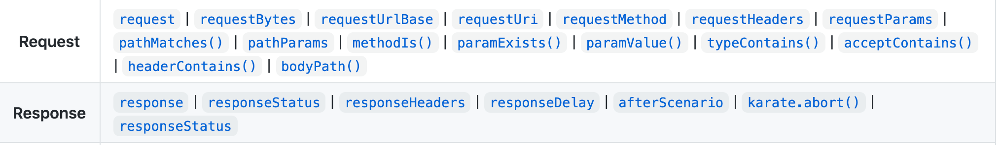 request | requestBytes | requestUrlBase | requestUri | requestMethod | requestHeaders | requestParams |
Request
pathMatches() | pathParams | methodIs() | paramExists() | paramValue() | typeContains() | acceptContains()
| headerContains() | bodyPath()
response | responseStatus | responseHeaders | responseDelay | afterScenario | karate.abort() |
Response
responseStatus